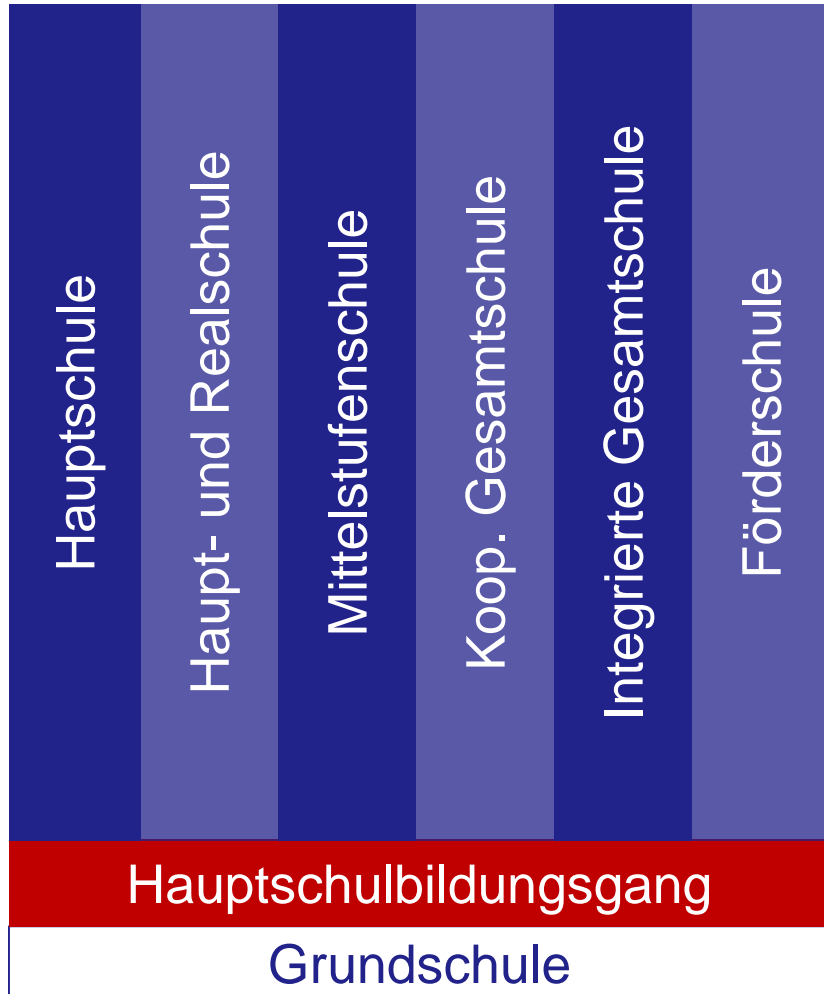 Hauptschule
Haupt- und Realschule
Mittelstufenschule
Koop. Gesamtschule
Integrierte Gesamtschule
Förderschule
Hauptschulbildungsgang
Grundschule